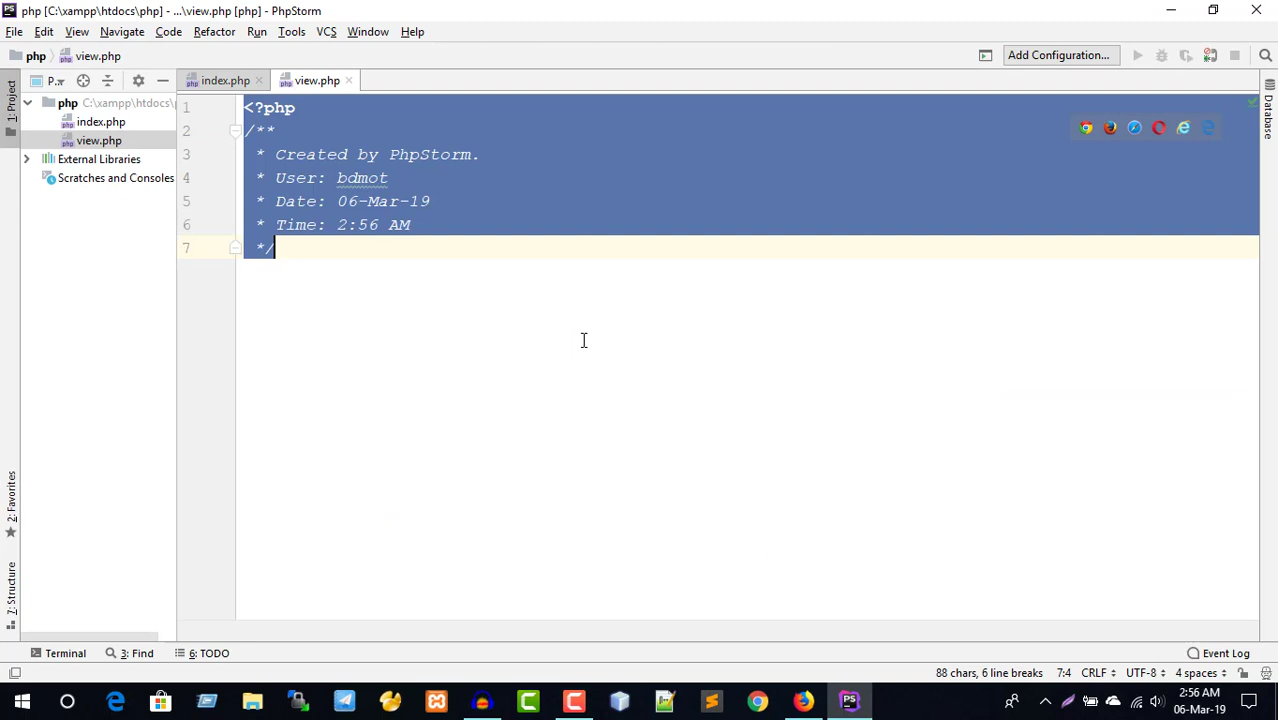 php [C:\xampp\htdocs\php] - ...\view.php [php] - PhpStorm
File Edit View Navigate Code Refactor Run Tools VCS Window Help
php view.php Add Configuration...
1: Project
P.. index.php view.php
php C:\xampp\htdocs\
index.php
view.php
External Libraries
Scratches and Consoles
1 <?php
2 /**
3 * Created by PhpStorm.
4 * User: bdmot
5 * Date: 06-Mar-19
6 * Time: 2:56 AM
7 */
Database
2: Favorites
7: Structure
Terminal 3: Find 6: TODO Event Log
88 chars, 6 line breaks 7:4 CRLF UTF-8 4 spaces
2:56 AM
06-Mar-19